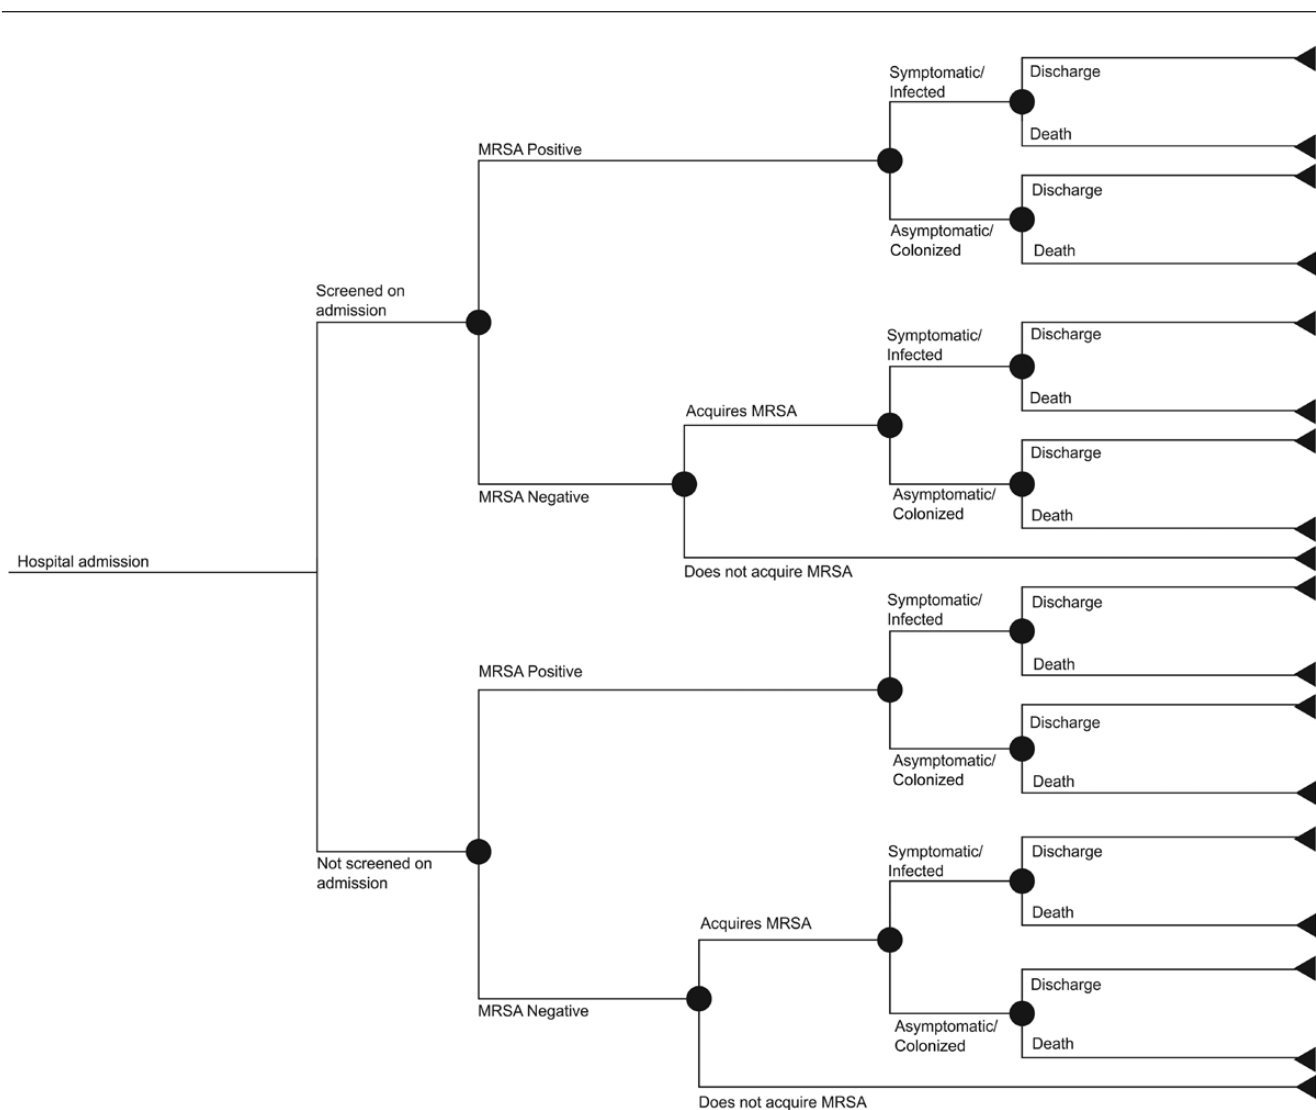 Symptomatic/
Infected
Discharge
Death
MRSA Positive
Discharge
Asymptomatic/
Colonized
Death
Screened on
admission
Symptomatic/
Infected
Discharge
Death
Acquires MRSA
Discharge
MRSA Negative
Asymptomatic/
Colonized
Death
Hospital admission
Does not acquire MRSA
Symptomatic/
Infected
Discharge
Death
MRSA Positive
Discharge
Asymptomatic/
Colonized
Death
Not screened on
admission
Symptomatic/
Infected
Discharge
Death
Acquires MRSA
Discharge
MRSA Negative
Asymptomatic/
Colonized
Death
Does not acquire MRSA